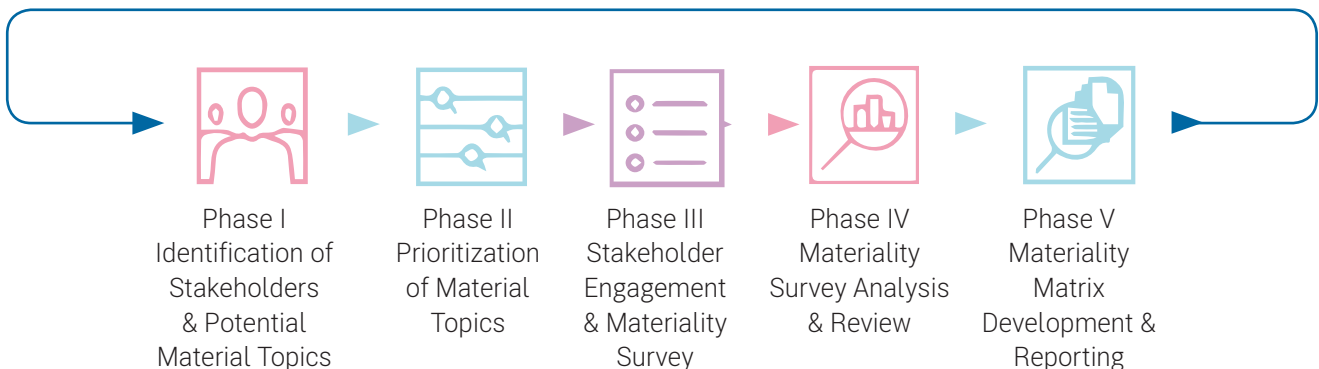 Phase I
Identification of
Stakeholders
& Potential
Material Topics
Phase II
Prioritization
of Material
Topics
Phase III
Stakeholder
Engagement
& Materiality
Survey
Phase IV
Materiality
Survey Analysis
& Review
Phase V
Materiality
Matrix
Development &
Reporting